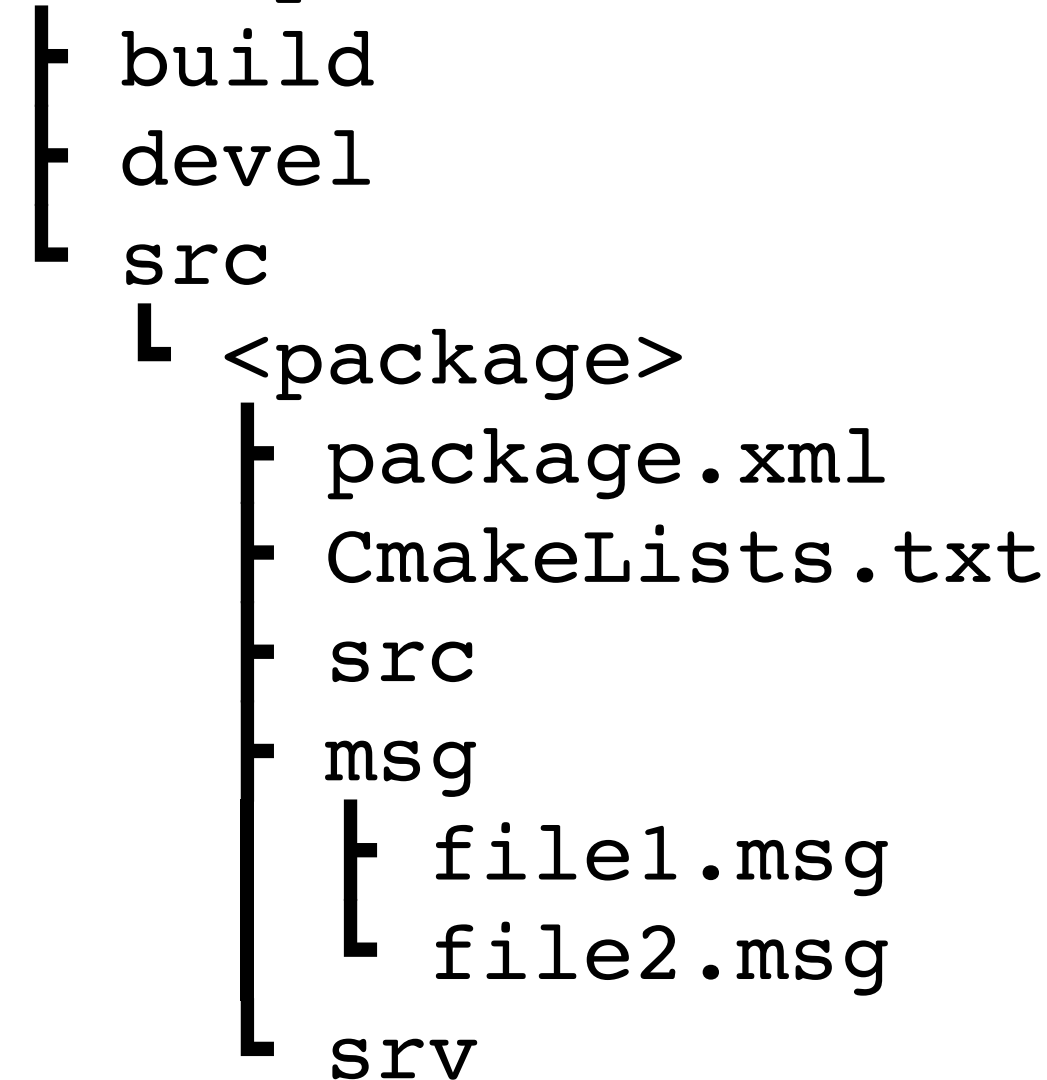 build
devel
src
<package>
package.xml
CmakeLists.txt
src
msg
file1.msg
file2.msg
srv